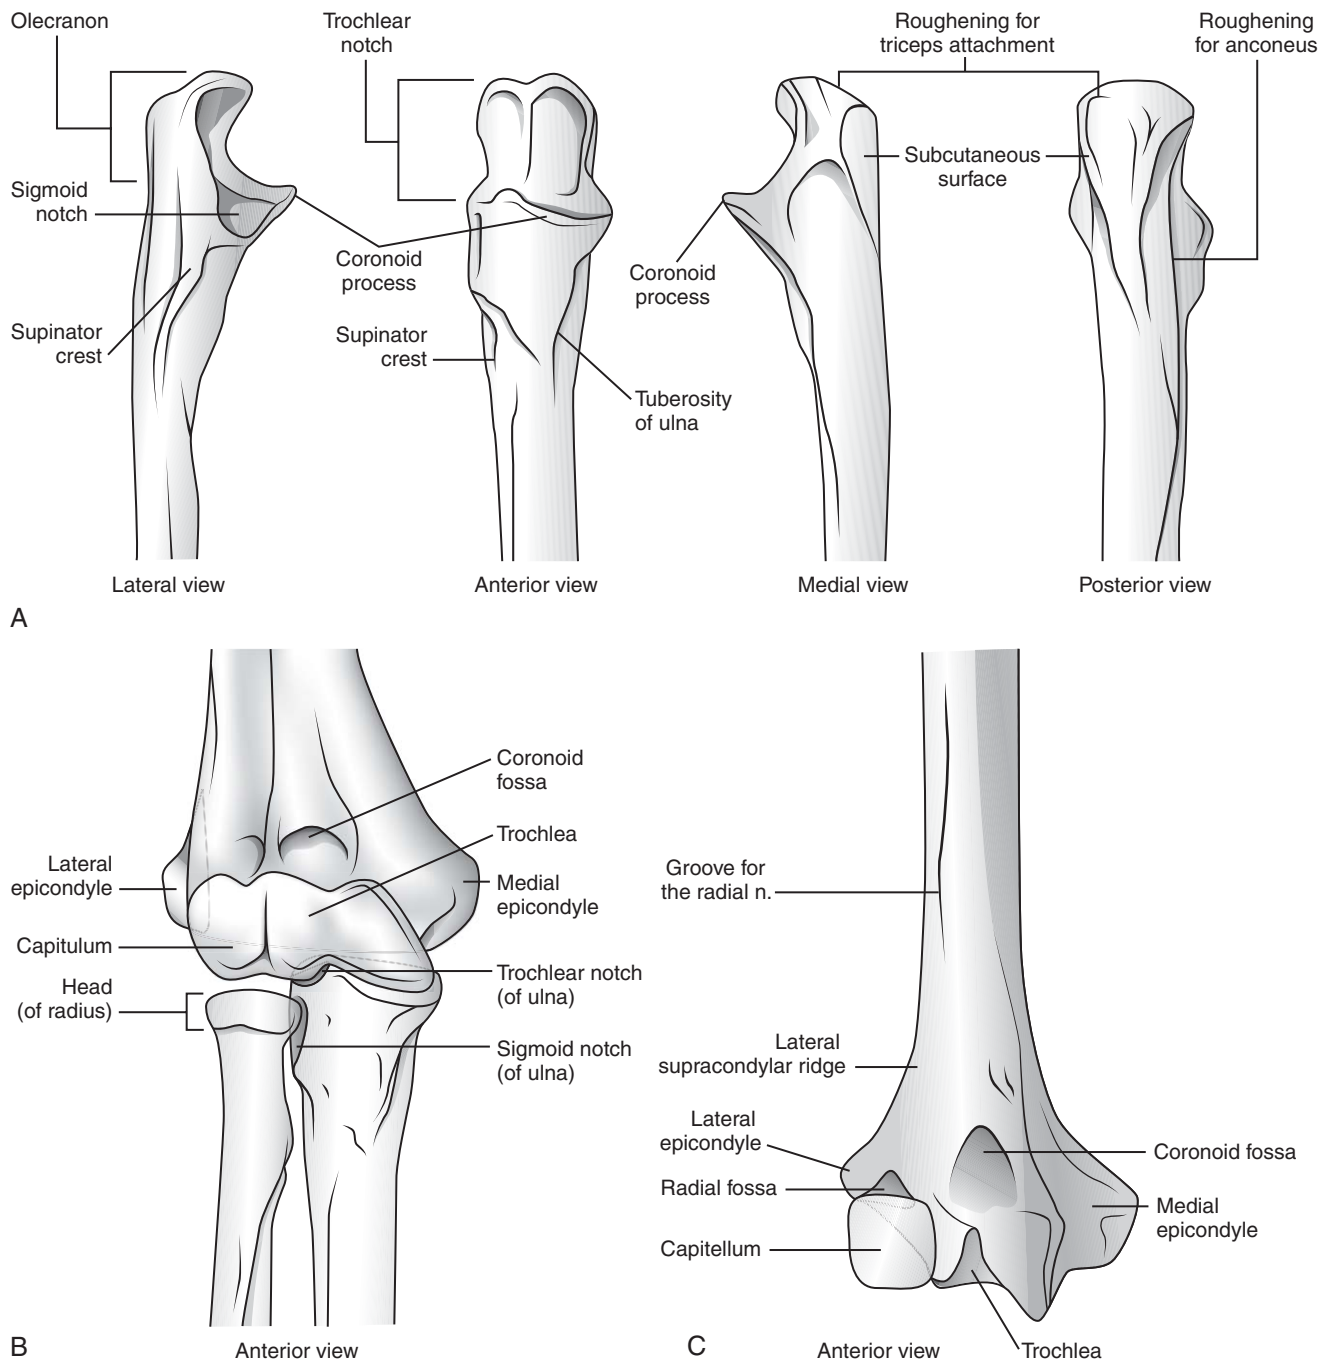 Olecranon
Trochlear
notch
Roughening for
triceps attachment
Roughening
for anconeus
Sigmoid
notch
Subcutaneous
surface
Coronoid
process
Coronoid
process
Supinator
crest
Supinator
crest
Tuberosity
of ulna
Lateral view
Anterior view
Medial view
Posterior view
A
Coronoid
fossa
Trochlea
Lateral
epicondyle
Medial
epicondyle
Capitulum
Head
(of radius)
Trochlear notch
(of ulna)
Sigmoid notch
(of ulna)
B
Anterior view
Groove for
the radial n.
Lateral
supracondylar ridge
Lateral
epicondyle
Radial fossa
Capitellum
Coronoid fossa
Medial
epicondyle
C
Anterior view
Trochlea